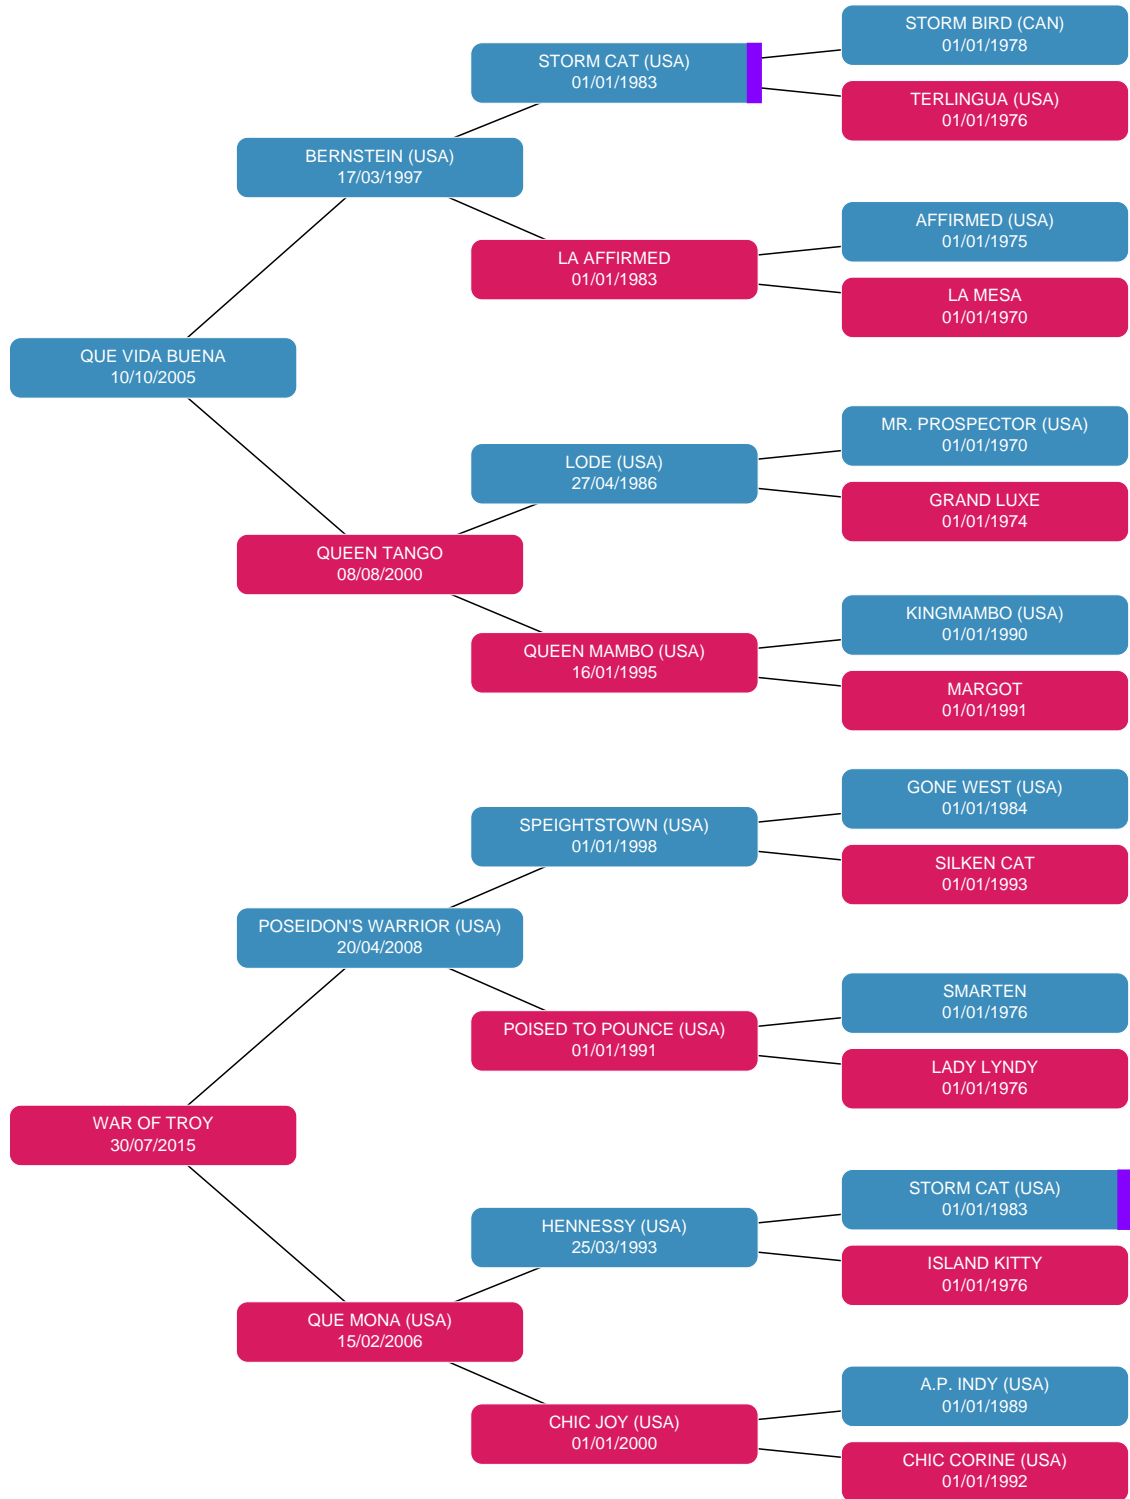 STORM BIRD (CAN)
01/01/1978
STORM CAT (USA)
01/01/1983
TERLINGUA (USA)
01/01/1976
BERNSTEIN (USA)
17/03/1997
AFFIRMED (USA)
01/01/1975
LA AFFIRMED
01/01/1983
LA MESA
01/01/1970
QUE VIDA BUENA
10/10/2005
MR. PROSPECTOR (USA)
01/01/1970
LODE (USA)
27/04/1986
GRAND LUXE
01/01/1974
QUEEN TANGO
08/08/2000
KINGMAMBO (USA)
01/01/1990
QUEEN MAMBO (USA)
16/01/1995
MARGOT
01/01/1991
GONE WEST (USA)
01/01/1984
SPEIGHTSTOWN (USA)
01/01/1998
SILKEN CAT
01/01/1993
POSEIDON'S WARRIOR (USA)
20/04/2008
SMARTEN
01/01/1976
POISED TO POUNCE (USA)
01/01/1991
LADY LYNDY
01/01/1976
WAR OF TROY
30/07/2015
STORM CAT (USA)
01/01/1983
HENNESSY (USA)
25/03/1993
ISLAND KITTY
01/01/1976
QUE MONA (USA)
15/02/2006
A.P. INDY (USA)
01/01/1989
CHIC JOY (USA)
01/01/2000
CHIC CORINE (USA)
01/01/1992